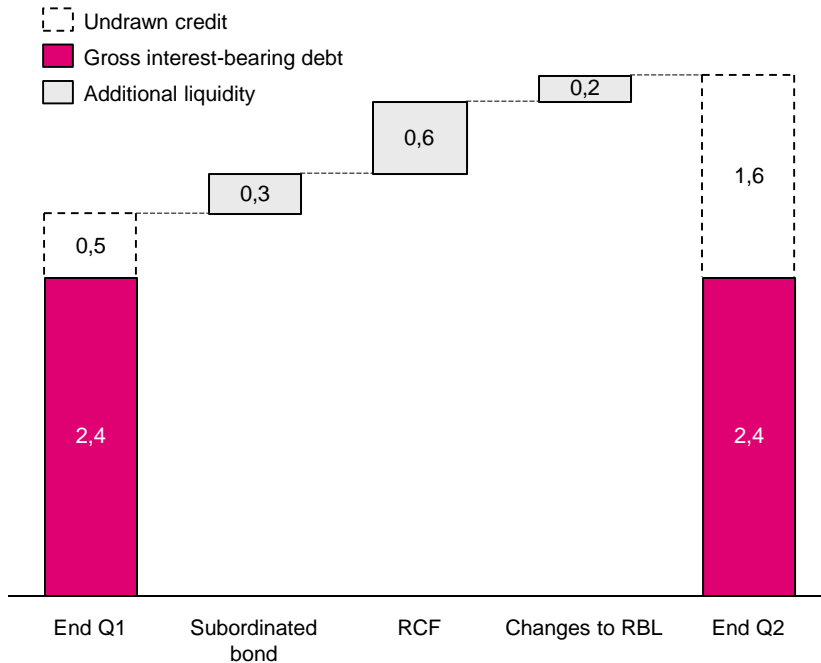 Undrawn credit
Gross interest-bearing debt
Additional liquidity
0,2
0,6
1,6
0,3
0,5
2,4
2,4
End Q1
Subordinated
bond
RCF
Changes to RBL
End Q2